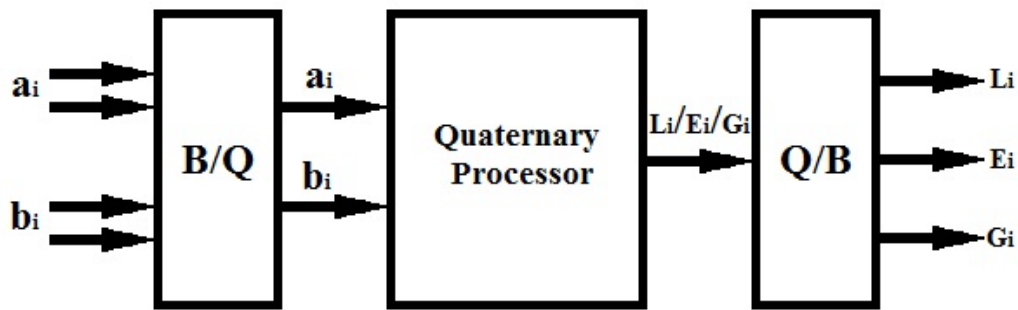 ai
bi
B/Q
ai
bi
Quaternary
Processor
Li/Ei/Gi
Q/B
Li
Ei
Gi